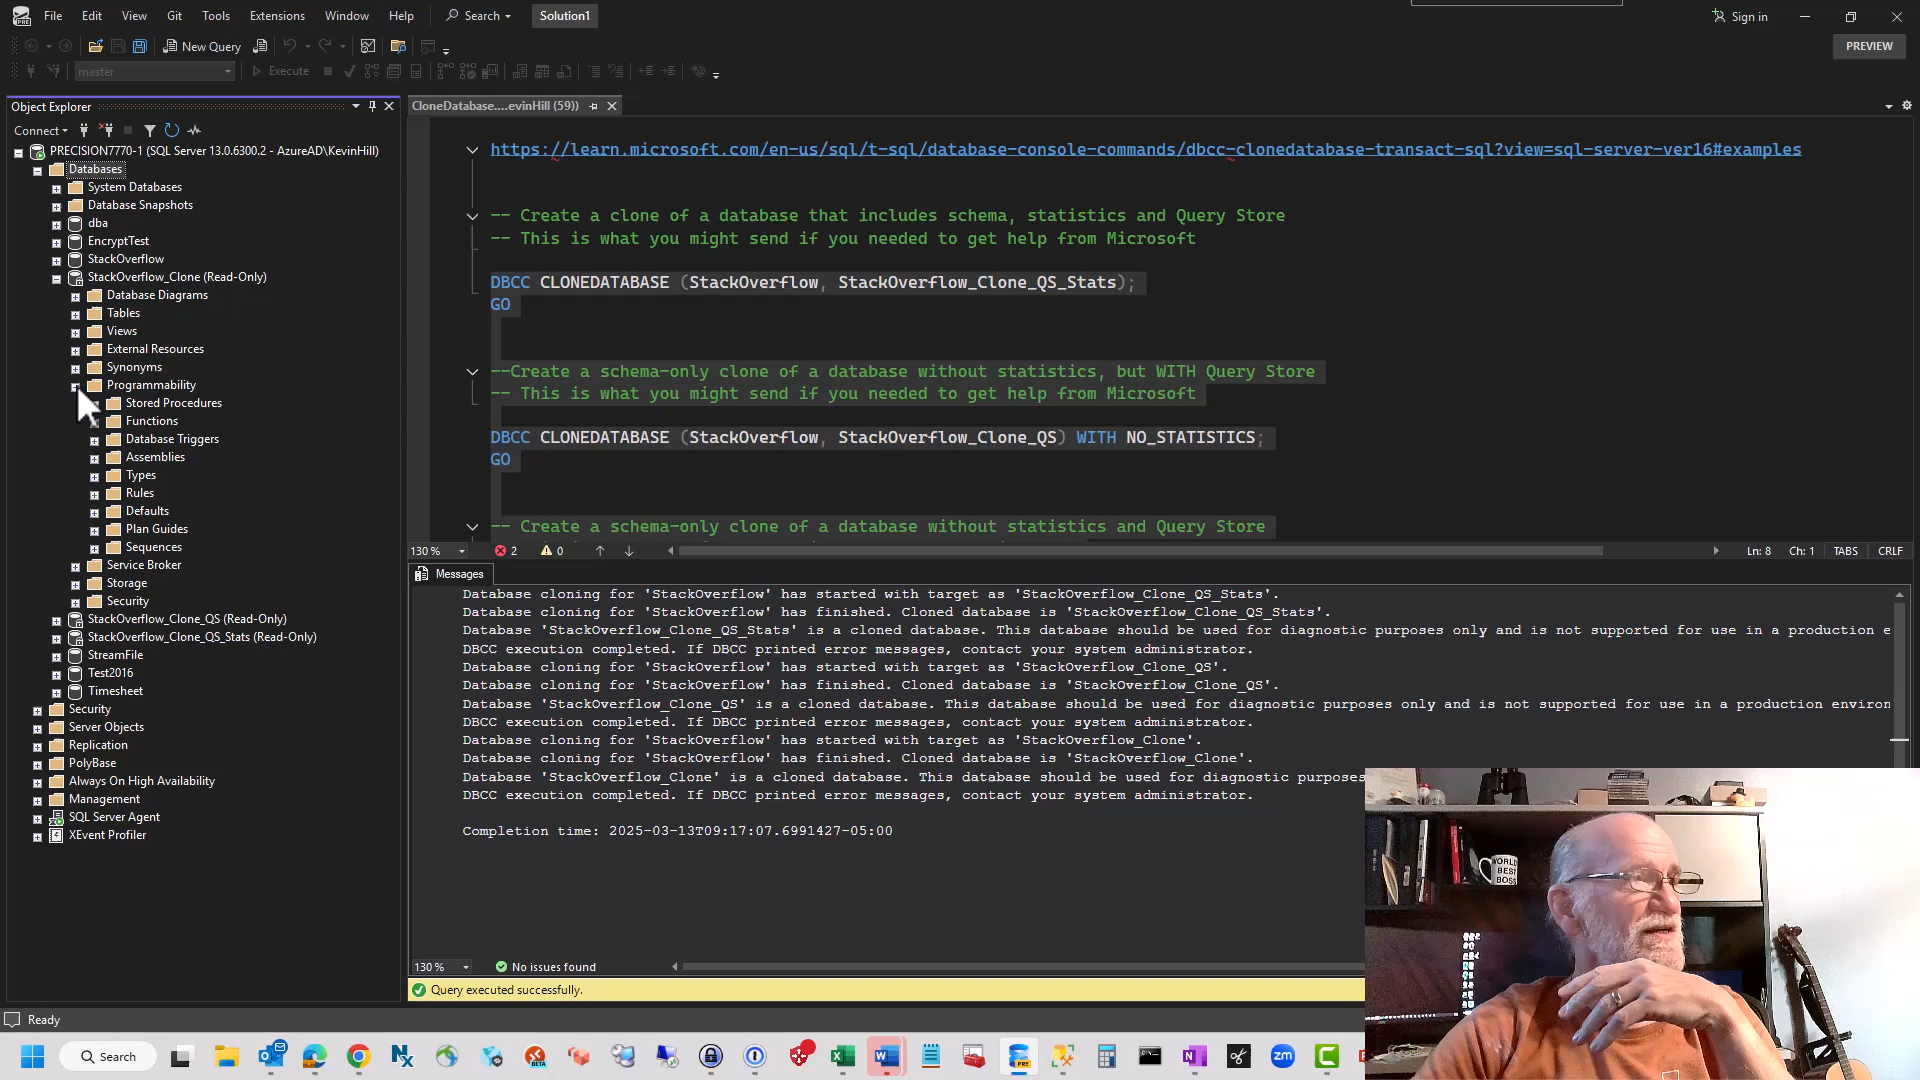 File Edit View Git Tools Extensions Window Help Search Solution1 Sign in
New Query PREVIEW
master Execute
Object Explorer
Connect
PRECISION7770-1 (SQL Server 13.0.6300.2 - AzureAD\KevinHill)
Databases
System Databases
Database Snapshots
dba
EncryptTest
StackOverflow
StackOverflow_Clone (Read-Only)
Database Diagrams
Tables
Views
External Resources
Synonyms
Programmability
Stored Procedures
Functions
Database Triggers
Assemblies
Types
Rules
Defaults
Plan Guides
Sequences
Service Broker
Storage
Security
StackOverflow_Clone_QS (Read-Only)
StackOverflow_Clone_QS_Stats (Read-Only)
StreamFile
Test2016
Timesheet
Security
Server Objects
Replication
PolyBase
Always On High Availability
Management
SQL Server Agent
XEvent Profiler
CloneDatabase....evinHill (59))
https://learn.microsoft.com/en-us/sql/t-sql/database-console-commands/dbcc-clonedatabase-transact-sql?view=sql-server-ver16#examples
-- Create a clone of a database that includes schema, statistics and Query Store
-- This is what you might send if you needed to get help from Microsoft
DBCC CLONEDATABASE (StackOverflow, StackOverflow_Clone_QS_Stats);
GO
--Create a schema-only clone of a database without statistics, but WITH Query Store
-- This is what you might send if you needed to get help from Microsoft
DBCC CLONEDATABASE (StackOverflow, StackOverflow_Clone_QS) WITH NO_STATISTICS;
GO
-- Create a schema-only clone of a database without statistics and Query Store
130 % 2 0 Ln: 8 Ch: 1 TABS CRLF
Messages
Database cloning for 'StackOverflow' has started with target as 'StackOverflow_Clone_QS_Stats'.
Database cloning for 'StackOverflow' has finished. Cloned database is 'StackOverflow_Clone_QS_Stats'.
Database 'StackOverflow_Clone_QS_Stats' is a cloned database. This database should be used for diagnostic purposes only and is not supported for use in a production e
DBCC execution completed. If DBCC printed error messages, contact your system administrator.
Database cloning for 'StackOverflow' has started with target as 'StackOverflow_Clone_QS'.
Database cloning for 'StackOverflow' has finished. Cloned database is 'StackOverflow_Clone_QS'.
Database 'StackOverflow_Clone_QS' is a cloned database. This database should be used for diagnostic purposes only and is not supported for use in a production environ
DBCC execution completed. If DBCC printed error messages, contact your system administrator.
Database cloning for 'StackOverflow' has started with target as 'StackOverflow_Clone'.
Database cloning for 'StackOverflow' has finished. Cloned database is 'StackOverflow_Clone'.
Database 'StackOverflow_Clone' is a cloned database. This database should be used for diagnostic purposes
DBCC execution completed. If DBCC printed error messages, contact your system administrator.
Completion time: 2025-03-13T09:17:07.6991427-05:00
130 % No issues found
Query executed successfully.
WORLD BEST BOSS
Ready
Search